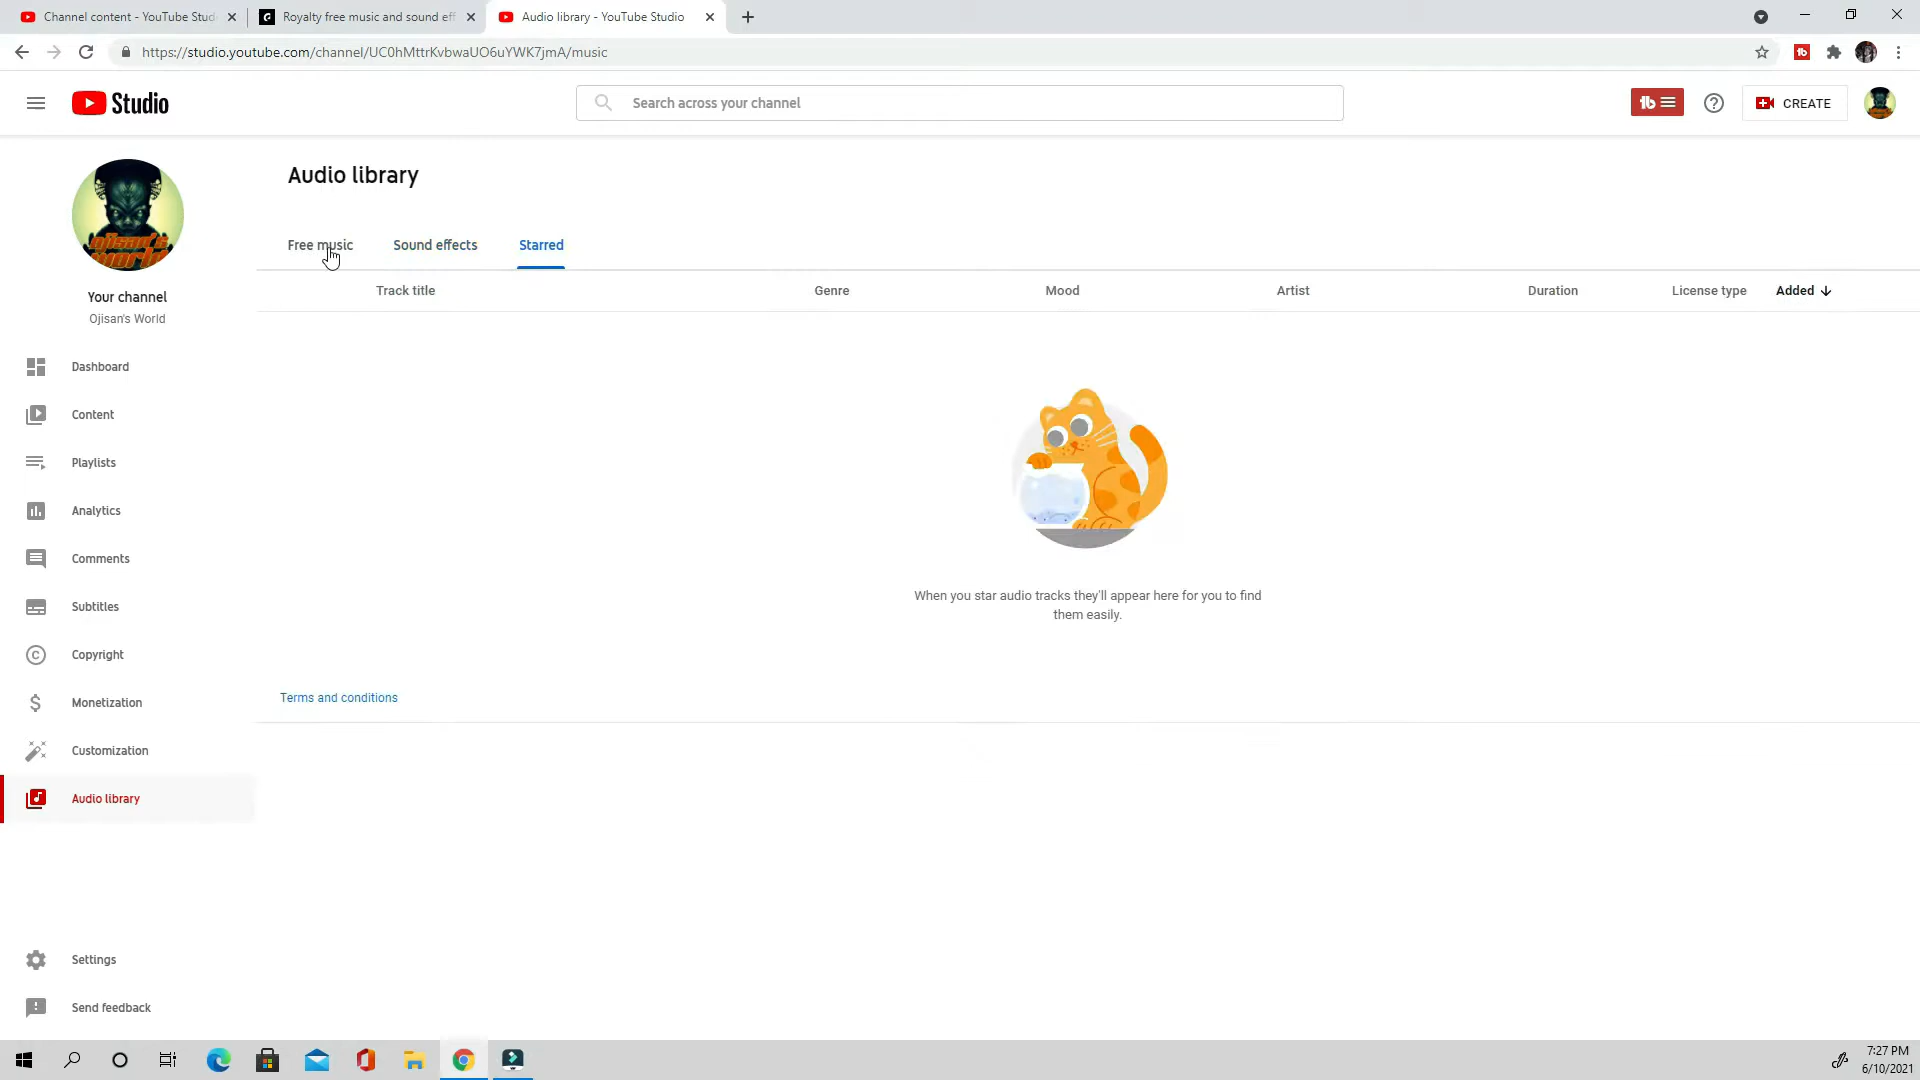 Channel content - YouTube Stud
Royalty free music and sound eff
Audio library - YouTube Studio
https://studio.youtube.com/channel/UC0hMttrKvbwaUO6uYWK7jmA/music
Studio
Search across your channel
CREATE
Audio library
Free music
Sound effects
Starred
Track title
Genre
Mood
Artist
Duration
License type
Added
ojisan's
world
Your channel
Ojisan's World
Dashboard
Content
Playlists
Analytics
Comments
Subtitles
Copyright
Monetization
Customization
Audio library
Settings
Send feedback
When you star audio tracks they'll appear here for you to find
them easily.
Terms and conditions
7:27 PM
6/10/2021